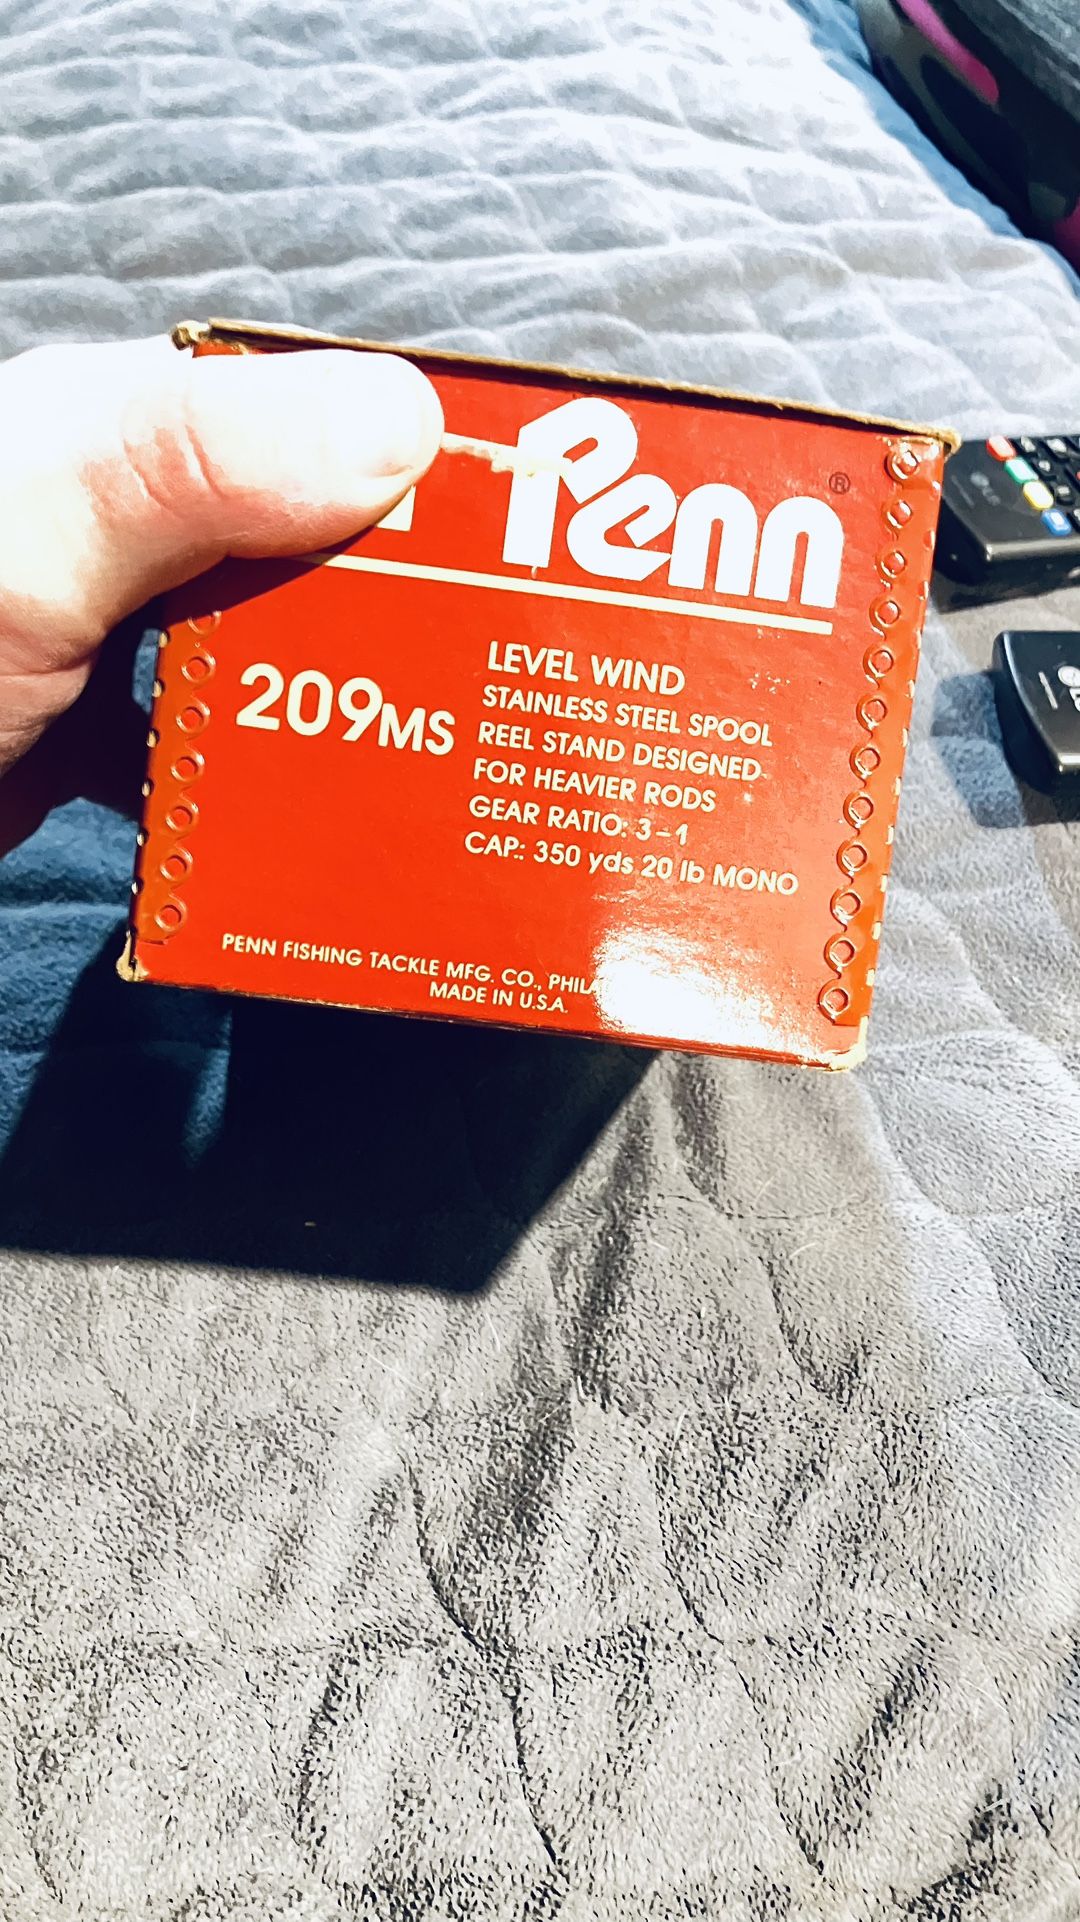 Penn®
209MS
LEVEL WIND
STAINLESS STEEL SPOOL
REEL STAND DESIGNED
FOR HEAVIER RODS
GEAR RATIO: 3-1
CAP.: 350 yds 20 lb MONO
PENN FISHING TACKLE MFG. CO.,
MADE IN U.S.A.
LG